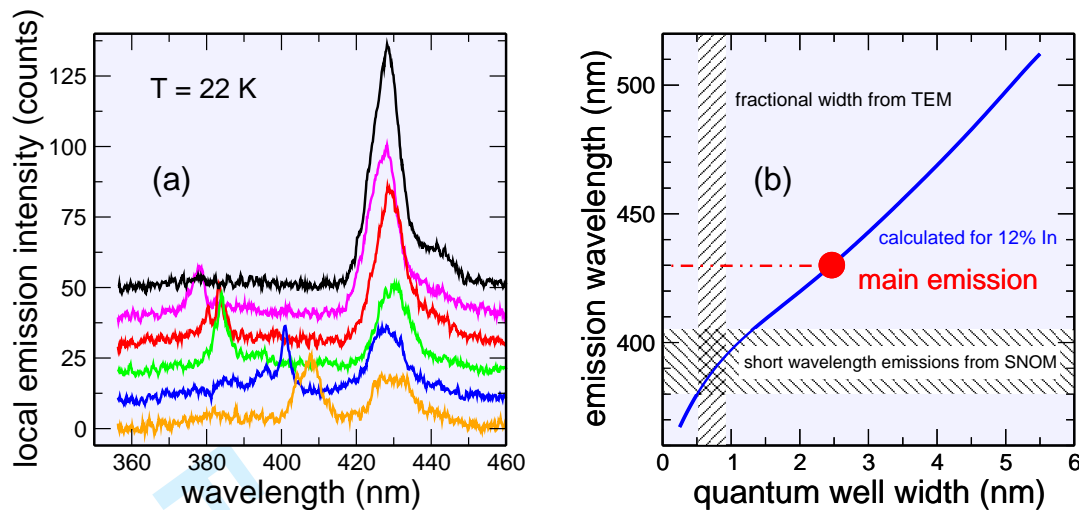 local emission intensity (counts)
125
100
75
50
25
0
T = 22 K
(a)
360
380
400
420
440
460
wavelength (nm)
emission wavelength (nm)
500
450
400
fractional width from TEM
(b)
calculated for 12% In
main emission
short wavelength emissions from SNOM
0
1
2
3
4
5
6
quantum well width (nm)